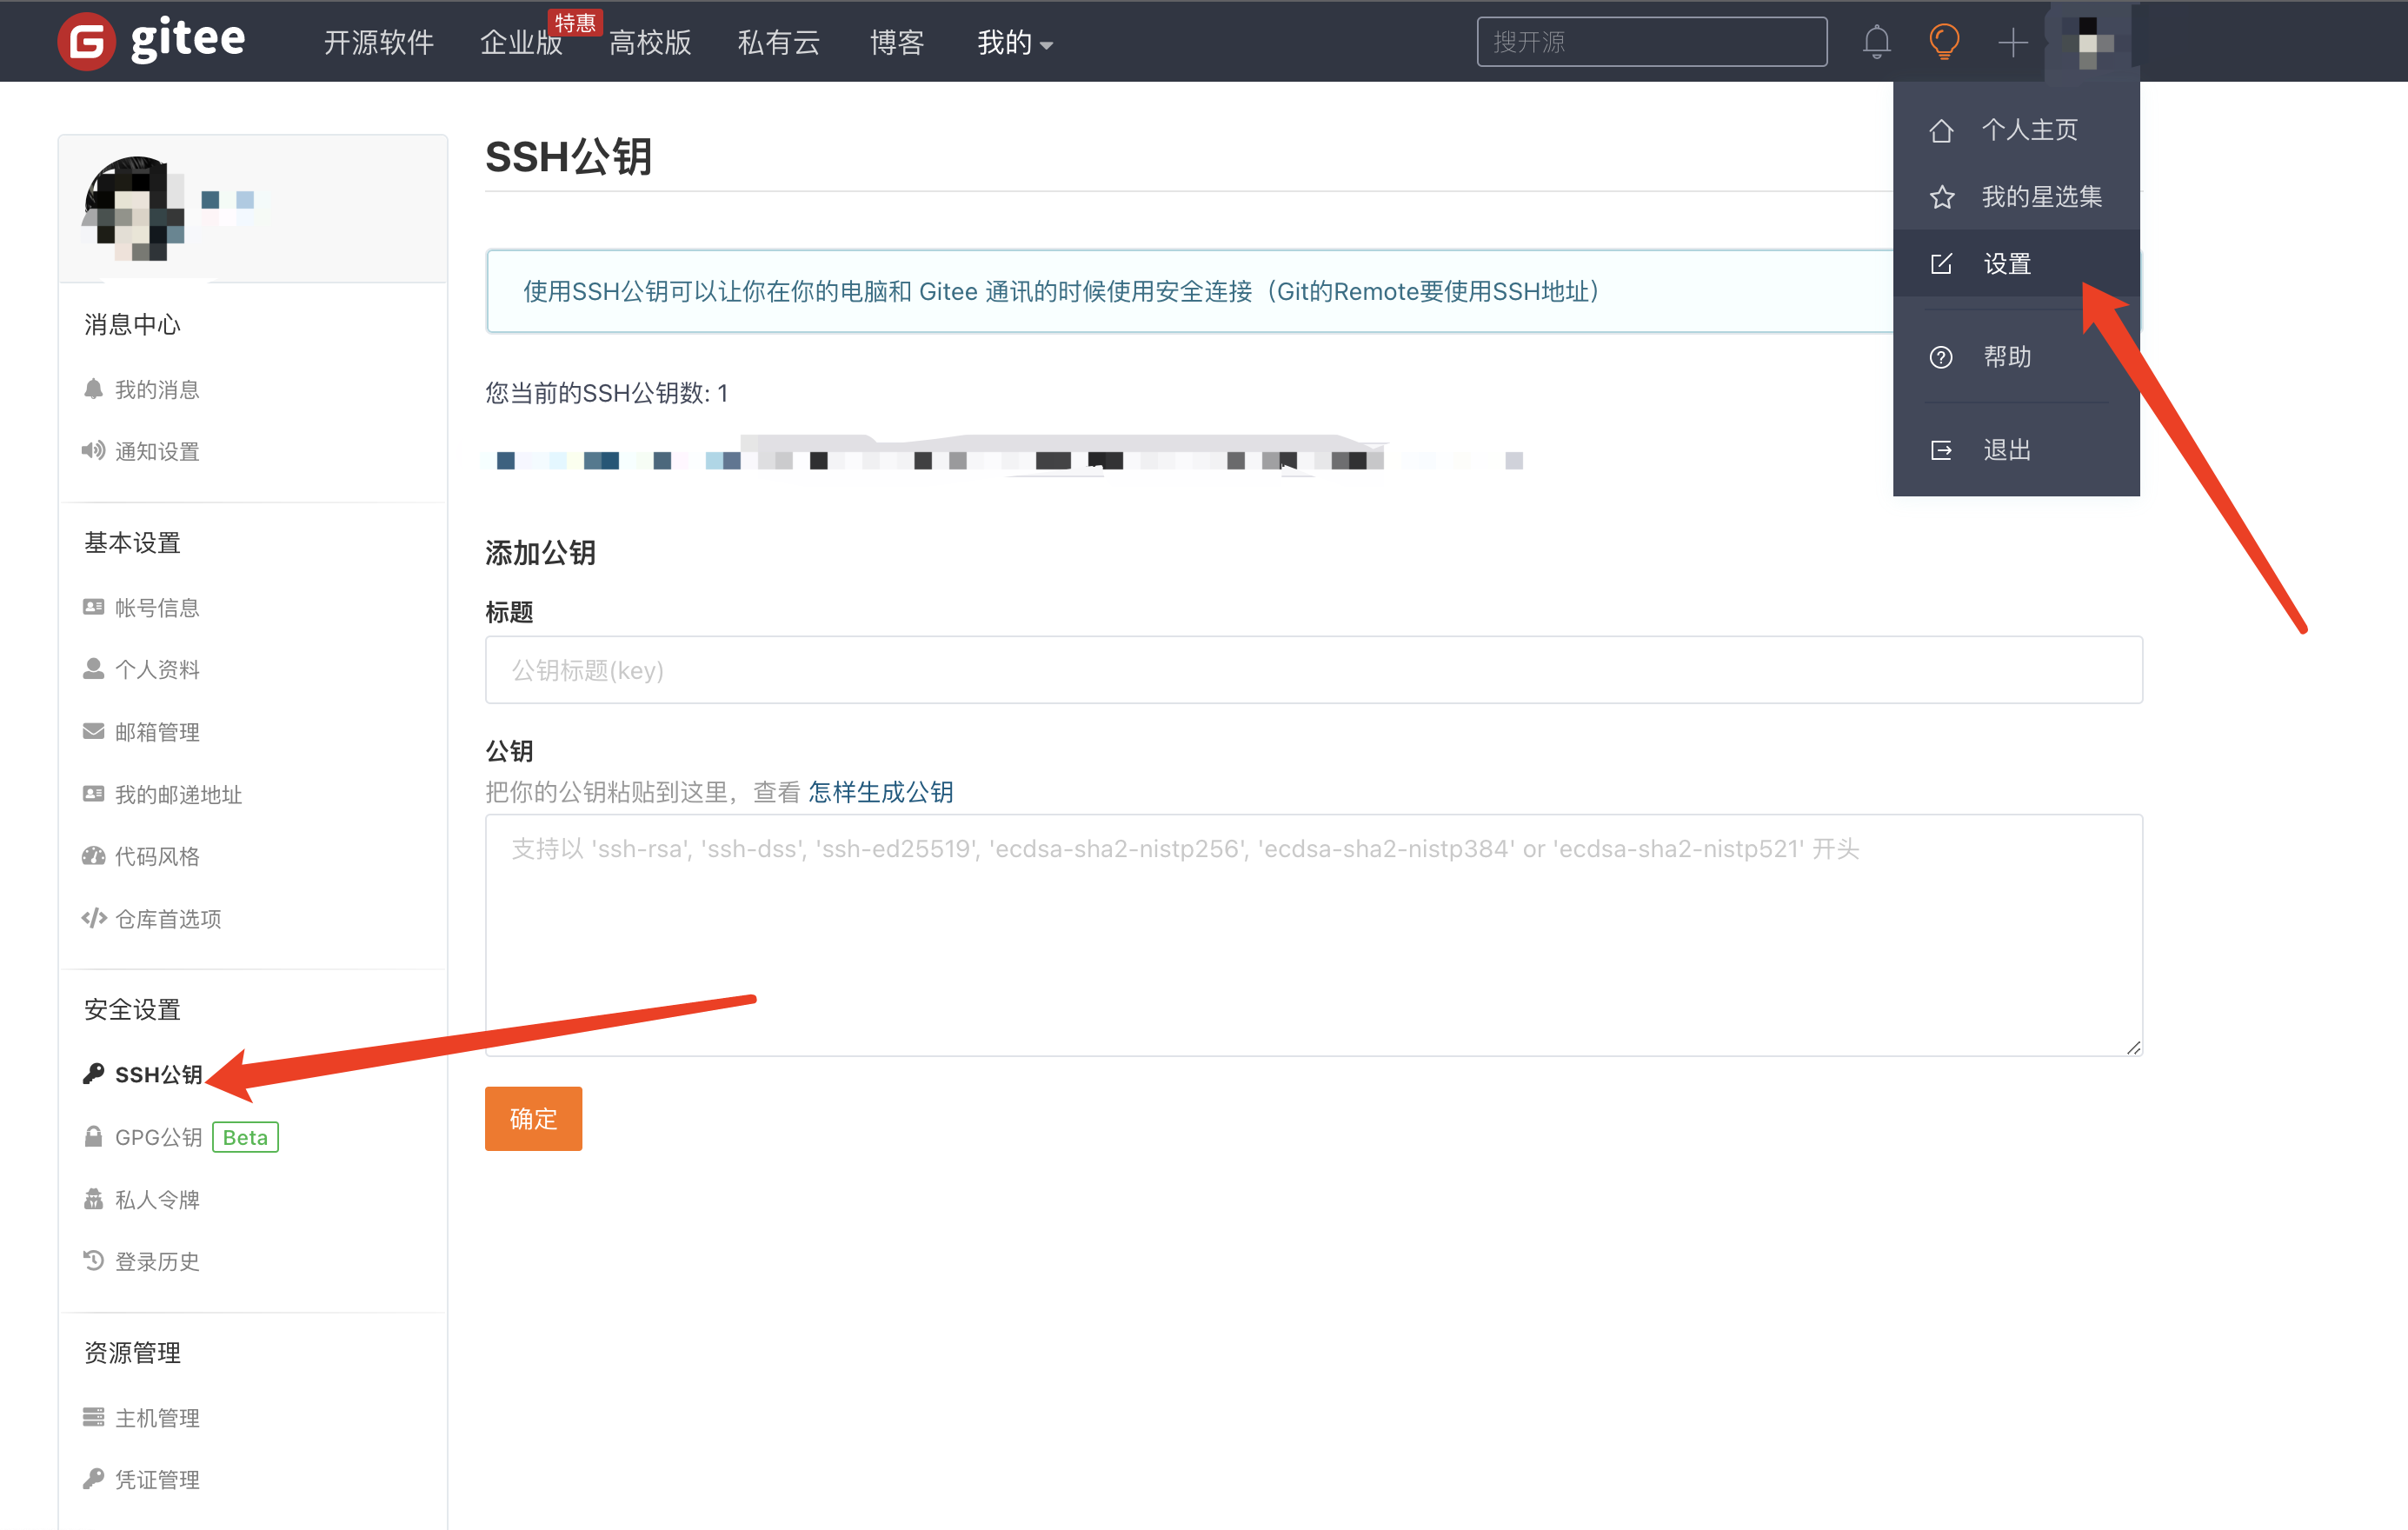 gitee
开源软件 企业版 特惠 高校版 私有云 博客 我的
搜开源
个人主页
我的星选集
设置
帮助
退出
消息中心
我的消息
通知设置
基本设置
帐号信息
个人资料
邮箱管理
我的邮递地址
代码风格
仓库首选项
安全设置
SSH公钥
GPG公钥 Beta
私人令牌
登录历史
资源管理
主机管理
凭证管理
SSH公钥
使用SSH公钥可以让你在你的电脑和 Gitee 通讯的时候使用安全连接（Git的Remote要使用SSH地址）
您当前的SSH公钥数: 1
添加公钥
标题
公钥标题(key)
公钥
把你的公钥粘贴到这里，查看 怎样生成公钥
支持以 'ssh-rsa', 'ssh-dss', 'ssh-ed25519', 'ecdsa-sha2-nistp256', 'ecdsa-sha2-nistp384' or 'ecdsa-sha2-nistp521' 开头
确定